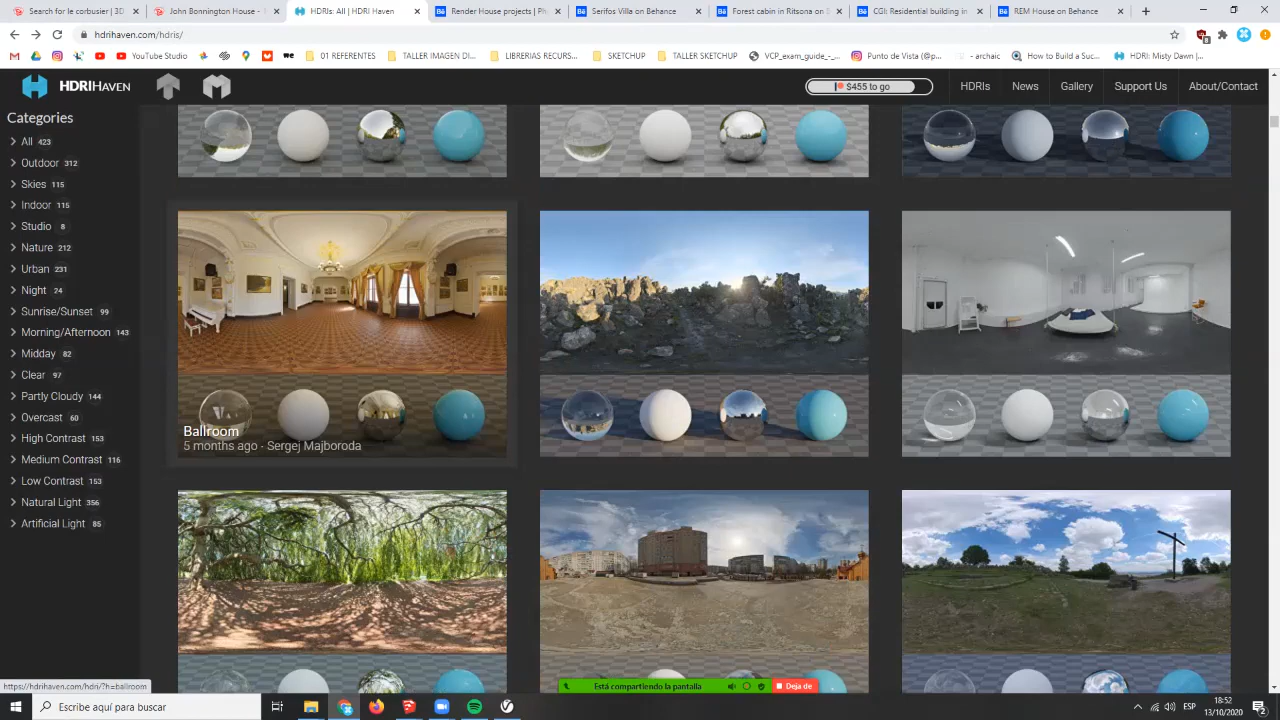 Search for le corbusier | 3D
John Bonnington House -
HDRIs: All | HDRI Haven
Render House projects | Ph
Serifos Villa on Behance
Forest cabin in Ritsona on B
CGI: Residential building in
REM House on Behance
hdrihaven.com/hdris/
YouTube Studio
01 REFERENTES
TALLER IMAGEN DI...
LIBRERIAS RECURS...
SKETCHUP
TALLER SKETCHUP
VCP_exam_guide_-_...
Punto de Vista (@pu...
- archaic
How to Build a Suc...
HDRI: Misty Dawn |...
HDRI HAVEN
$455 to go
HDRIs
News
Gallery
Support Us
About/Contact
Categories
All 423
Outdoor 312
Skies 115
Indoor 115
Studio 8
Nature 212
Urban 231
Night 24
Sunrise/Sunset 99
Morning/Afternoon 143
Midday 82
Clear 97
Partly Cloudy 144
Overcast 60
High Contrast 153
Medium Contrast 116
Low Contrast 153
Natural Light 356
Artificial Light 85
Ballroom
5 months ago · Sergej Majboroda
https://hdrihaven.com/hdri/?h=ballroom
Está compartiendo la pantalla
Deja de
Escribe aquí para buscar
ESP
18:52
13/10/2020
2